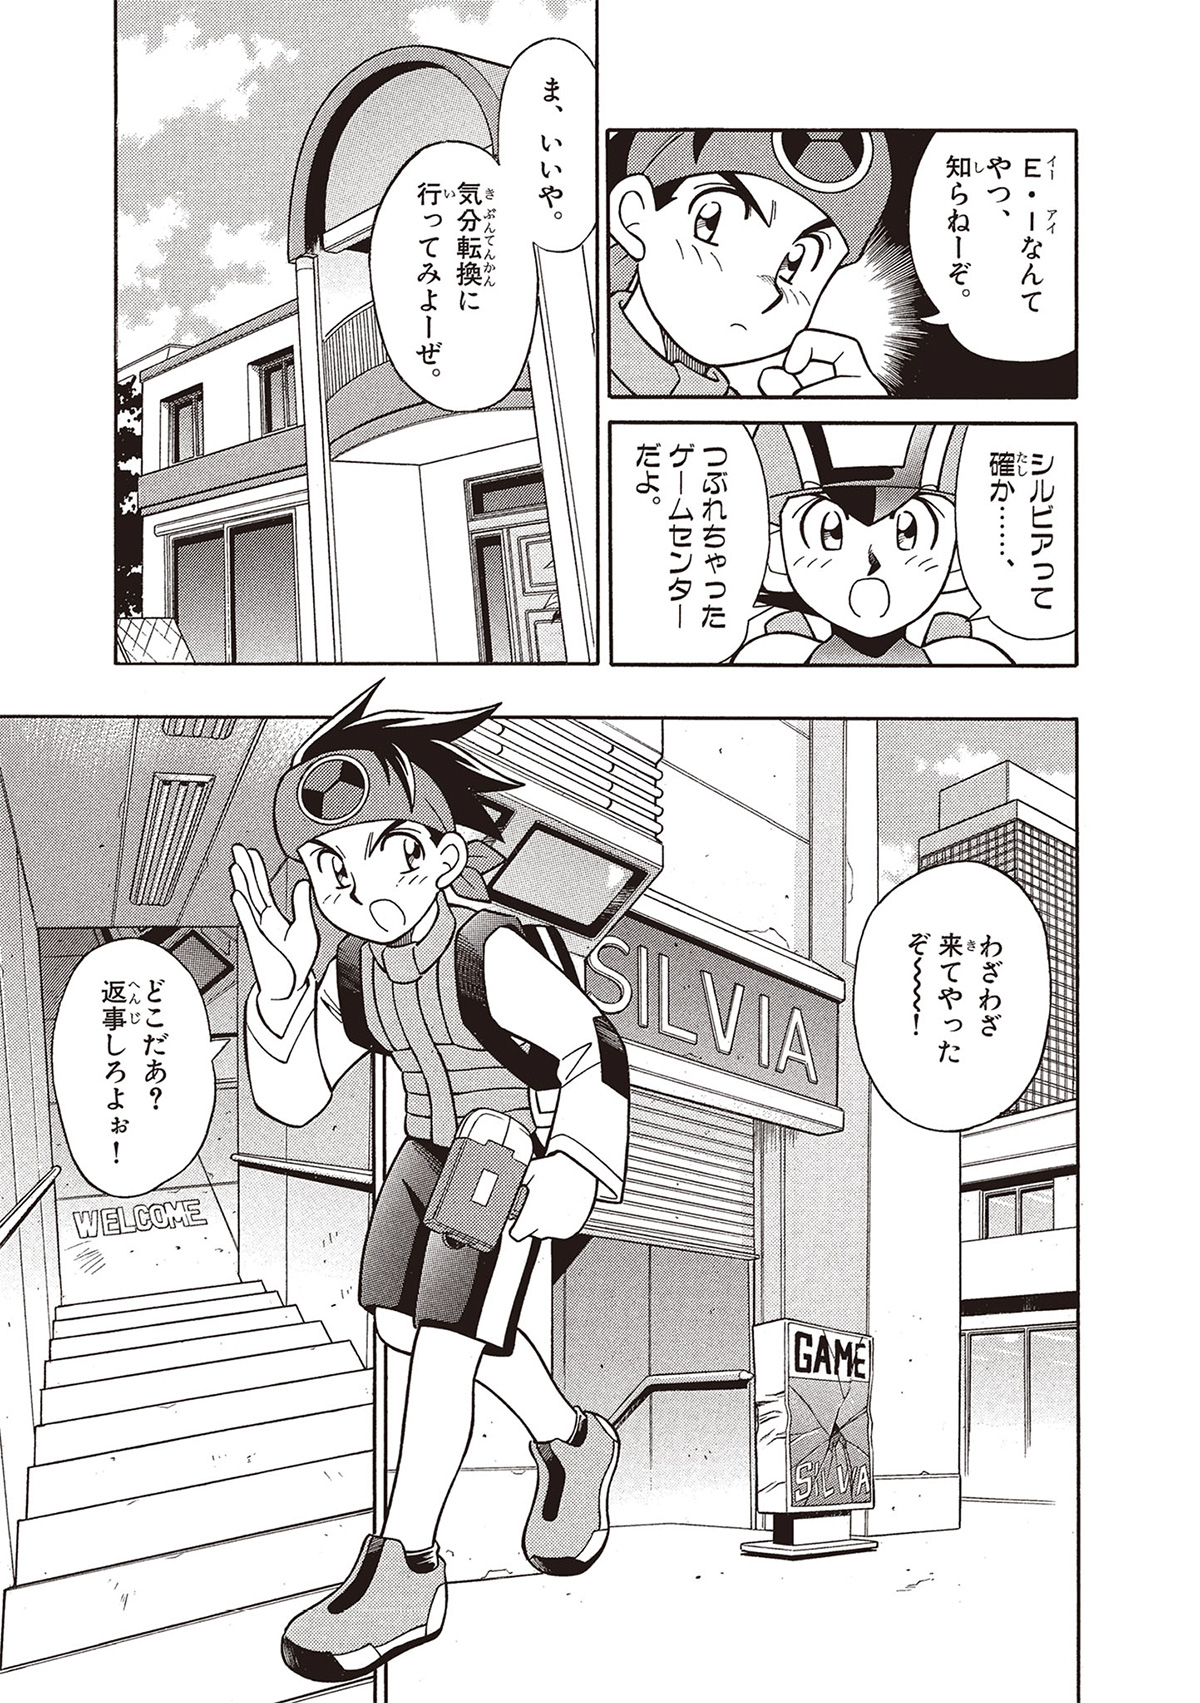 E・Iなんて
やつ、
知らねーぞ。
シルビアって
確か……、
つぶれちゃった
ゲームセンター
だよ。
ま、いいや。
気分転換に
行ってみよーぜ。
わざわざ
来てやった
ぞ〜〜〜!
SILVIA
どこだあ?
返事しろよぉ!
WELCOME
GAME
SILVIA